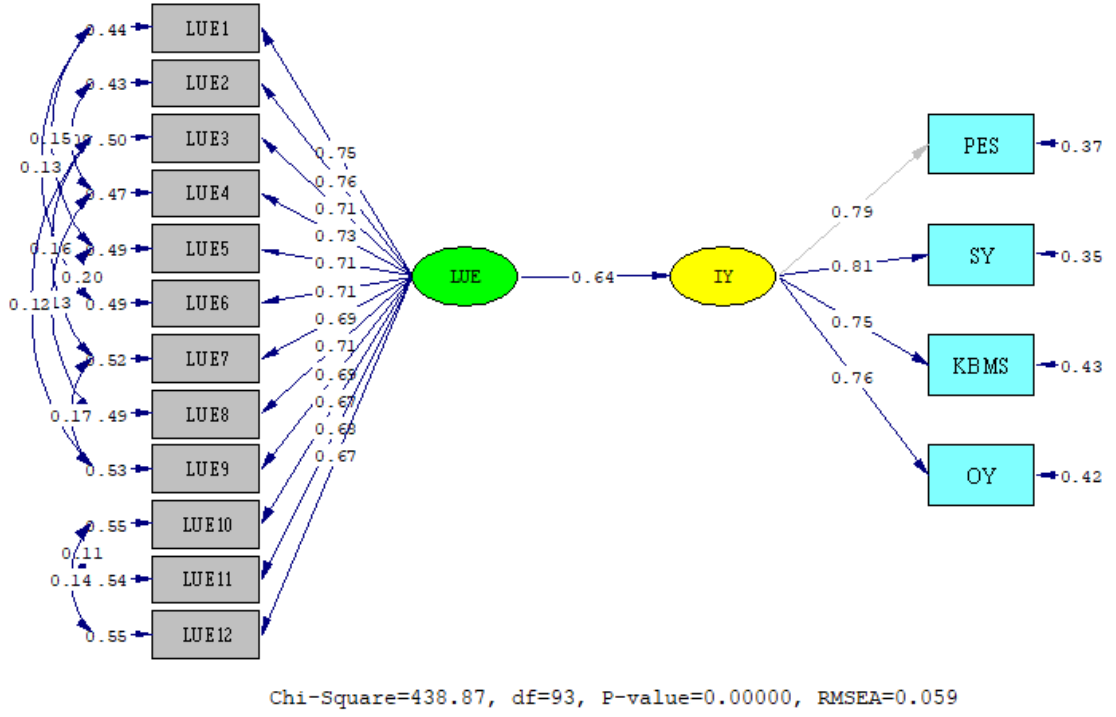 0.44 LUE1
0.43 LUE2
0.50 LUE3
0.47 LUE4
0.49 LUE5
0.49 LUE6
0.52 LUE7
.49 LUE8
0.53 LUE9
0.55 LUE10
.54 LUE11
0.55 LUE12
0.15
0.13
0.16
0.20
0.12
13
0.17
0.11
0.14
0.75
0.76
0.71
0.73
0.71
0.71
0.69
0.71
0.69
0.67
0.68
0.67
LUE
0.64
IY
0.79
0.81
0.75
0.76
PES 0.37
SY 0.35
KBMS 0.43
OY 0.42
Chi-Square=438.87, df=93, P-value=0.00000, RMSEA=0.059